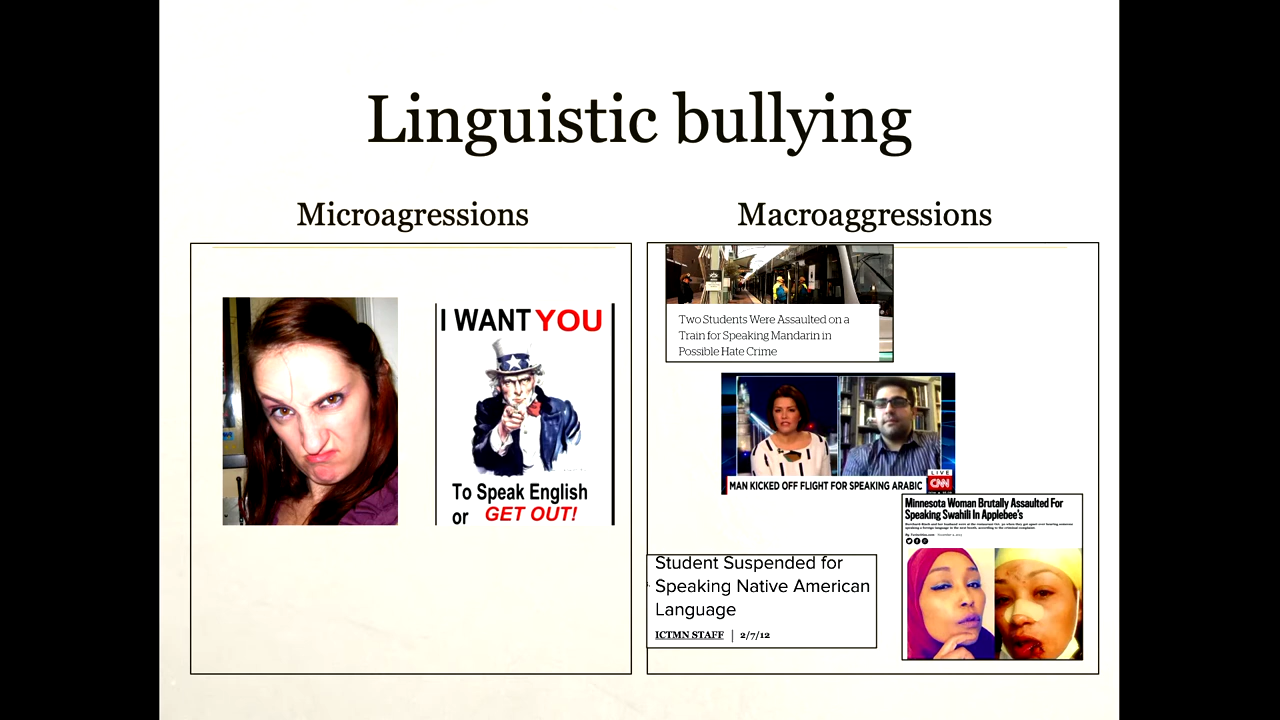 Linguistic bullying
Microagressions
I WANT YOU
To Speak English
or GET OUT!
Macroaggressions
Two Students Were Assaulted on a
Train for Speaking Mandarin in
Possible Hate Crime
LIVE
CNN
MAN KICKED OFF FLIGHT FOR SPEAKING ARABIC
Minnesota Woman Brutally Assaulted For
Speaking Swahili In Applebee's
Student Suspended for
Speaking Native American
Language
ICTMN STAFF | 2/7/12